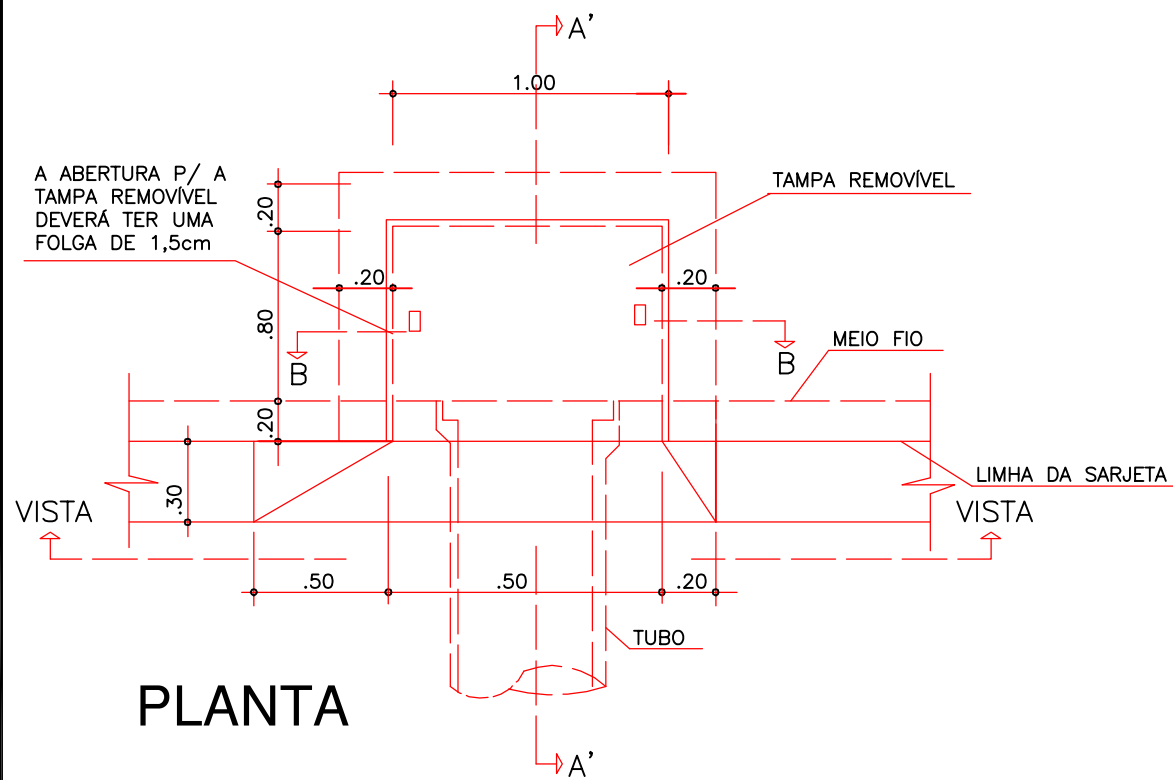 A'
1.00
A ABERTURA P/ A
TAMPA REMOVÍVEL
DEVERÁ TER UMA
FOLGA DE 1,5cm
TAMPA REMOVÍVEL
.20
.20
.20
.80
B
B
MEIO FIO
.20
.30
LIMHA DA SARJETA
VISTA
VISTA
.50
.50
.20
TUBO
PLANTA
A'